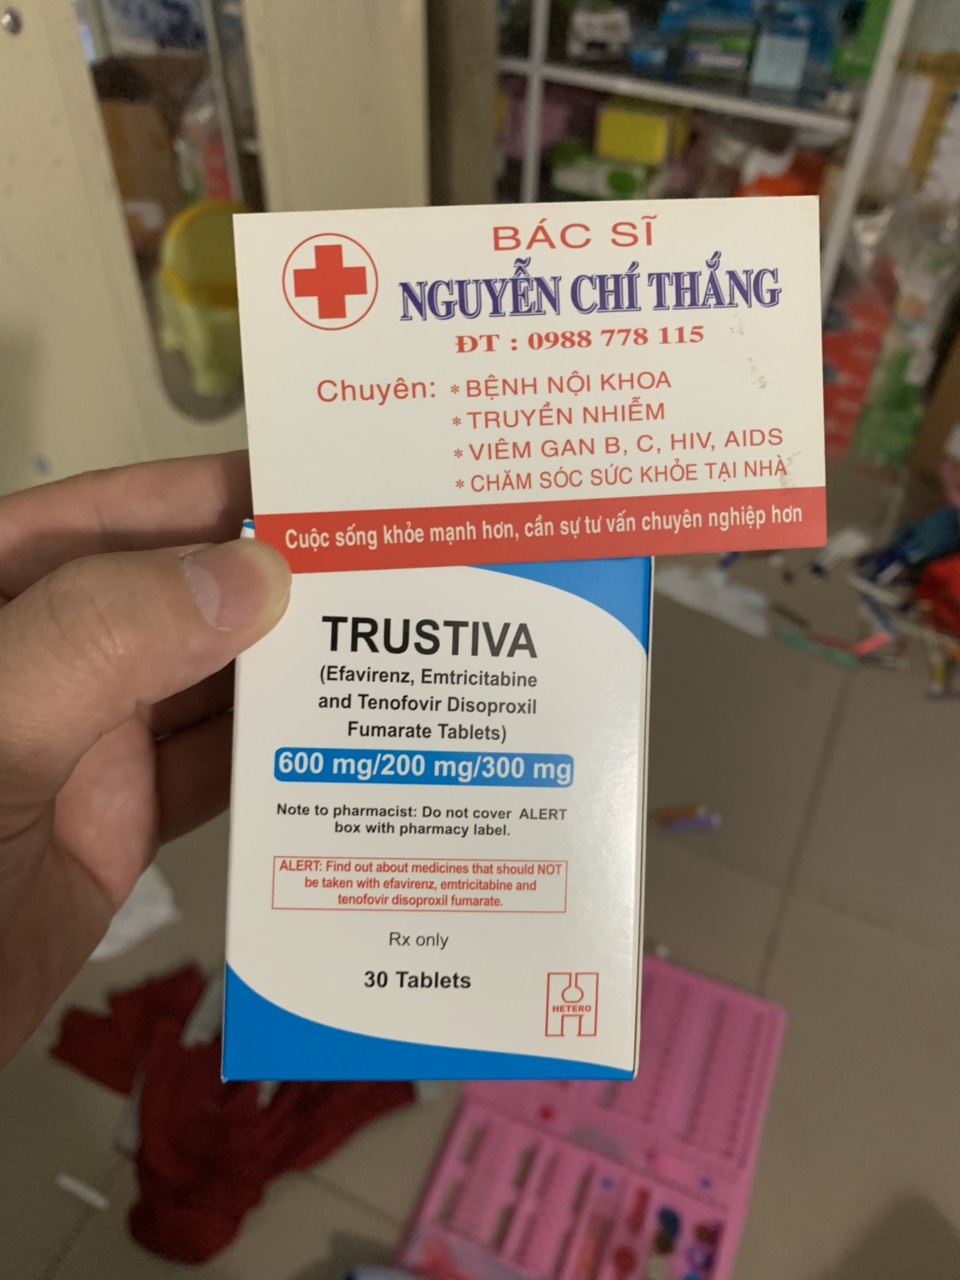 BÁC SĨ
NGUYỄN CHÍ THẮNG
ĐT : 0988 778 115
Chuyên: * BỆNH NỘI KHOA
* TRUYỀN NHIỄM
* VIÊM GAN B, C, HIV, AIDS
* CHĂM SÓC SỨC KHỎE TẠI NHÀ
Cuộc sống khỏe mạnh hơn, cần sự tư vấn chuyên nghiệp hơn
TRUSTIVA
(Efavirenz, Emtricitabine
and Tenofovir Disoproxil
Fumarate Tablets)
600 mg/200 mg/300 mg
Note to pharmacist: Do not cover ALERT
box with pharmacy label.
ALERT: Find out about medicines that should NOT
be taken with efavirenz, emtricitabine and
tenofovir disoproxil fumarate.
Rx only
30 Tablets
HETERO